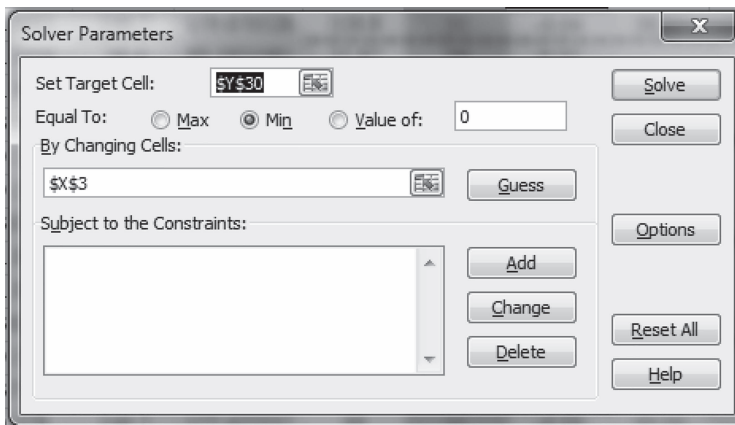 Solver Parameters
X
Set Target Cell: $Y$30
Solve
Equal To: Max Min Value of: 0
Close
By Changing Cells:
$X$3
Guess
Subject to the Constraints:
Options
Add
Change
Reset All
Delete
Help